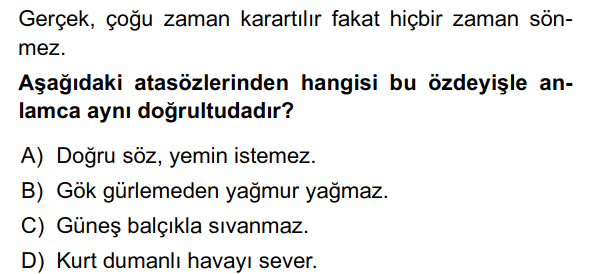 Gerçek, çoğu zaman karartılır fakat hiçbir zaman sön-
mez.
Aşağıdaki atasözlerinden hangisi bu özdeyişle an-
lamca aynı doğrultudadır?
A) Doğru söz, yemin istemez.
B) Gök gürlemeden yağmur yağmaz.
C) Güneş balçıkla sıvanmaz.
D) Kurt dumanlı havayı sever.